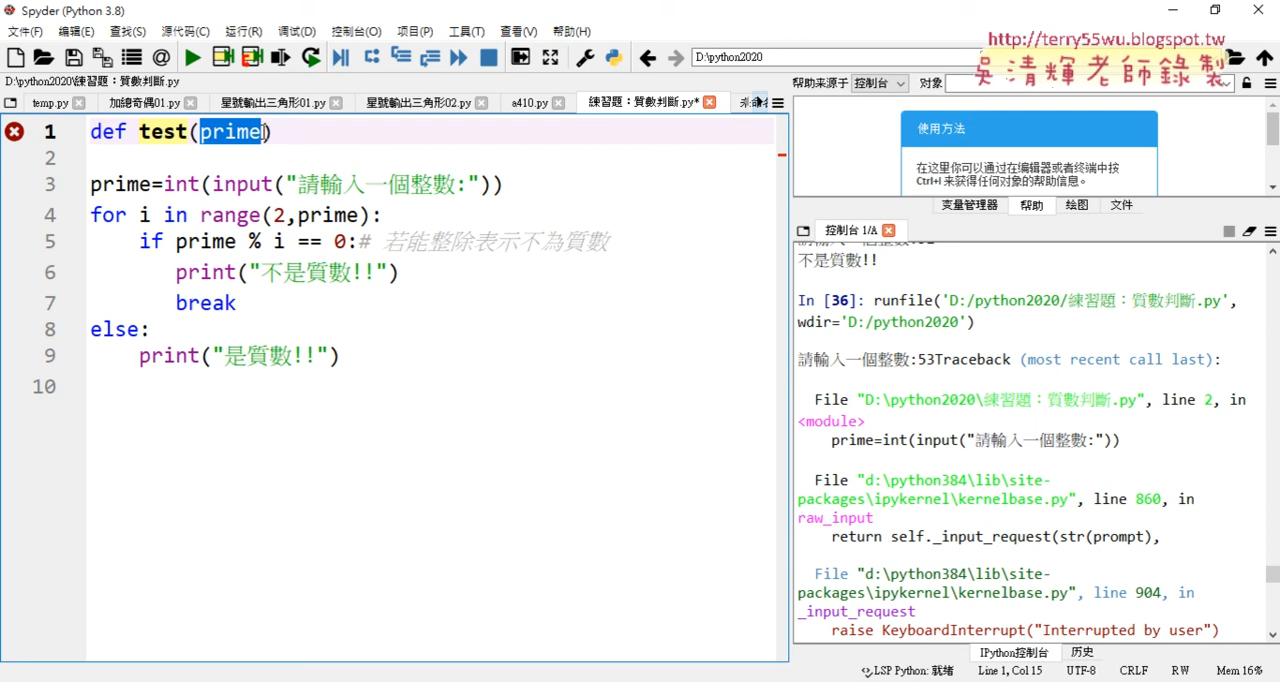 Spyder (Python 3.8)
文件(F) 编辑(E) 查找(S) 源代码(C) 运行(R) 调试(D) 控制台(O) 项目(P) 工具(T) 查看(V) 帮助(H)
http://terry55wu.blogspot.tw
吳清輝老師錄製
D:\python2020
D:\python2020\練習題：質數判斷.py
帮助来源于 控制台 对象
temp.py 加總奇偶01.py 星號輸出三角形01.py 星號輸出三角形02.py a410.py 練習題：質數判斷.py*
1 def test(prime)
2
3 prime=int(input("請輸入一個整數:"))
4 for i in range(2,prime):
5 if prime % i == 0:# 若能整除表示不為質數
6 print("不是質數!!")
7 break
8 else:
9 print("是質數!!")
10
使用方法
在这里你可以通过在编辑器或者终端中按
Ctrl+I 来获得任何对象的帮助信息。
变量管理器 帮助 绘图 文件
控制台 1/A
不是質數!!
In [36]: runfile('D:/python2020/練習題：質數判斷.py',
wdir='D:/python2020')
請輸入一個整數:53Traceback (most recent call last):
File "D:\python2020\練習題：質數判斷.py", line 2, in
<module>
prime=int(input("請輸入一個整數:"))
File "d:\python384\lib\site-
packages\ipykernel\kernelbase.py", line 860, in
raw_input
return self._input_request(str(prompt),
File "d:\python384\lib\site-
packages\ipykernel\kernelbase.py", line 904, in
_input_request
raise KeyboardInterrupt("Interrupted by user")
IPython控制台 历史
LSP Python: 就绪 Line 1, Col 15 UTF-8 CRLF RW Mem 16%